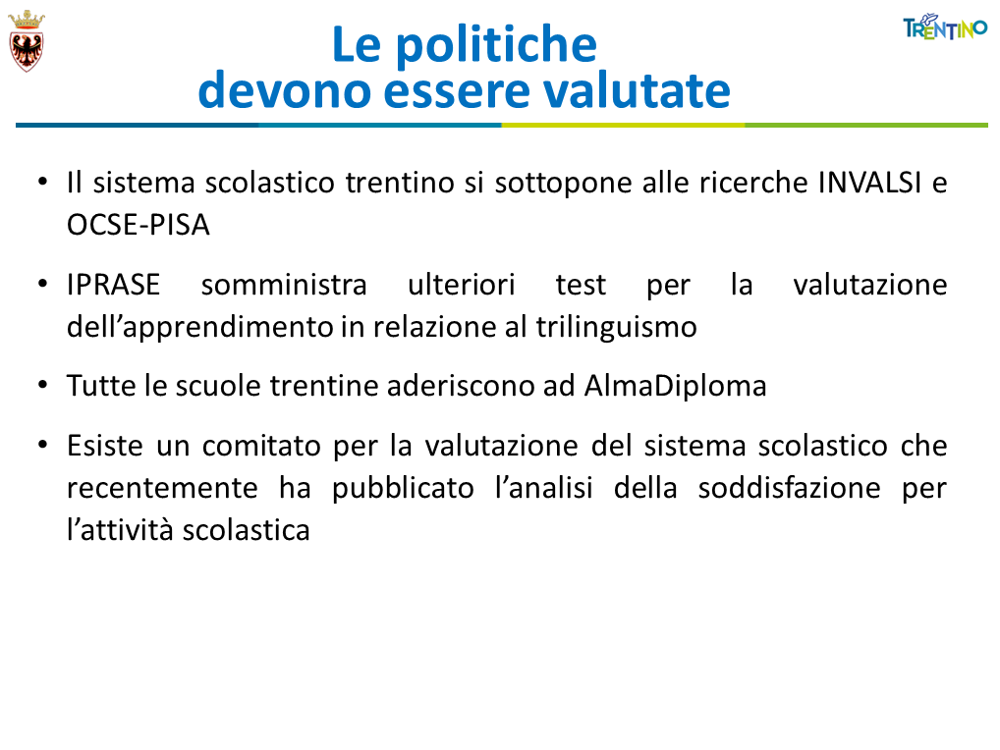 Le politiche
devono essere valutate
TRENTINO
• Il sistema scolastico trentino si sottopone alle ricerche INVALSI e
OCSE-PISA
• IPRASE somministra ulteriori test per la valutazione
dell’apprendimento in relazione al trilinguismo
• Tutte le scuole trentine aderiscono ad AlmaDiploma
• Esiste un comitato per la valutazione del sistema scolastico che
recentemente ha pubblicato l’analisi della soddisfazione per
l’attività scolastica